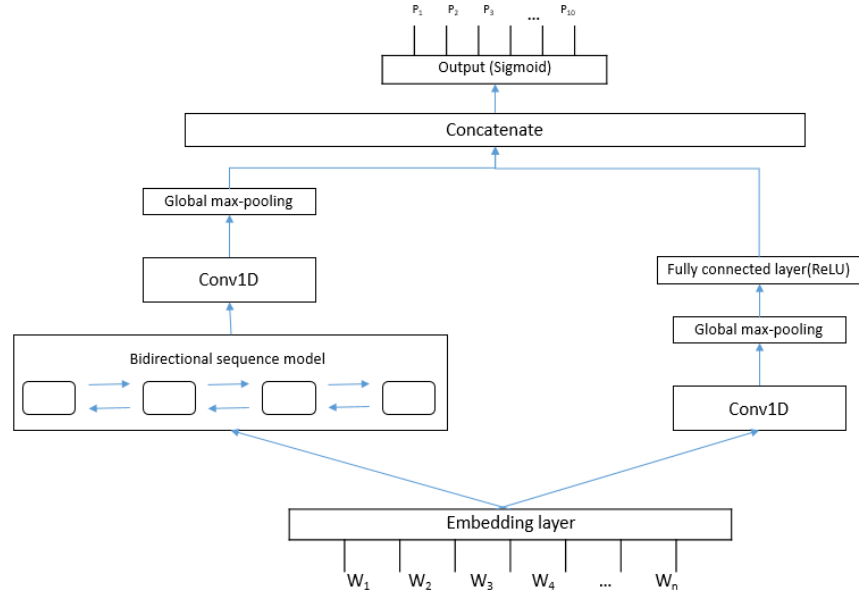 P1 P2 P3 ... P10
Output (Sigmoid)
Concatenate
Global max-pooling
Conv1D
Fully connected layer(ReLU)
Bidirectional sequence model
Global max-pooling
Conv1D
Embedding layer
W1 W2 W3 W4 ... Wn